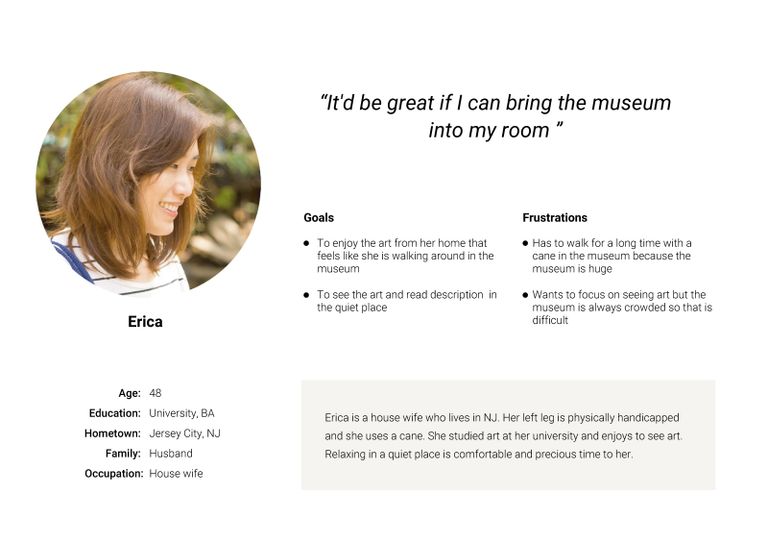 “It'd be great if I can bring the museum
into my room ”
Erica
Goals
To enjoy the art from her home that
feels like she is walking around in the
museum
To see the art and read description  in
the quiet place
Frustrations
Has to walk for a long time with a
cane in the museum because the
museum is huge
Wants to focus on seeing art but the
museum is always crowded so that is
difficult
Age: 48
Education: University, BA
Hometown: Jersey City, NJ
Family: Husband
Occupation: House wife
Erica is a house wife who lives in NJ. Her left leg is physically handicapped
and she uses a cane. She studied art at her university and enjoys to see art.
Relaxing in a quiet place is comfortable and precious time to her.